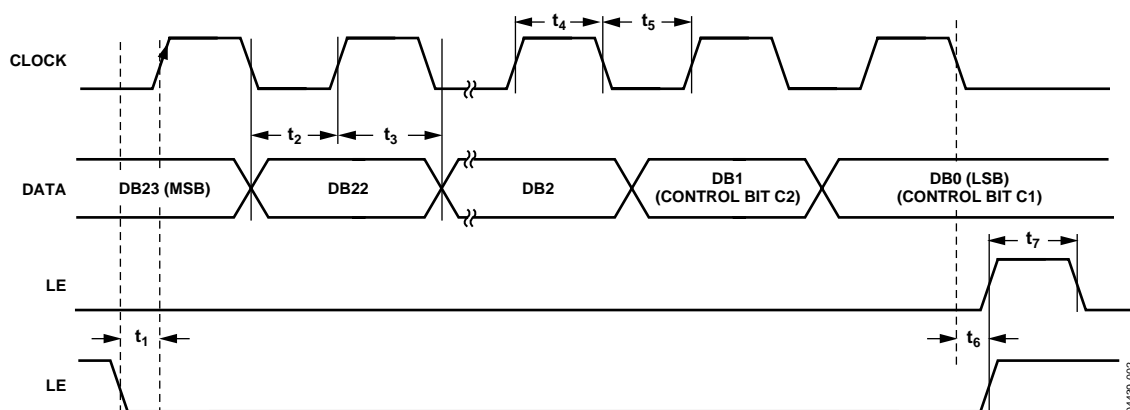 CLOCK
t4
t5
t2
t3
DATA
DB23 (MSB)
DB22
DB2
DB1
(CONTROL BIT C2)
DB0 (LSB)
(CONTROL BIT C1)
t7
LE
t1
t6
LE